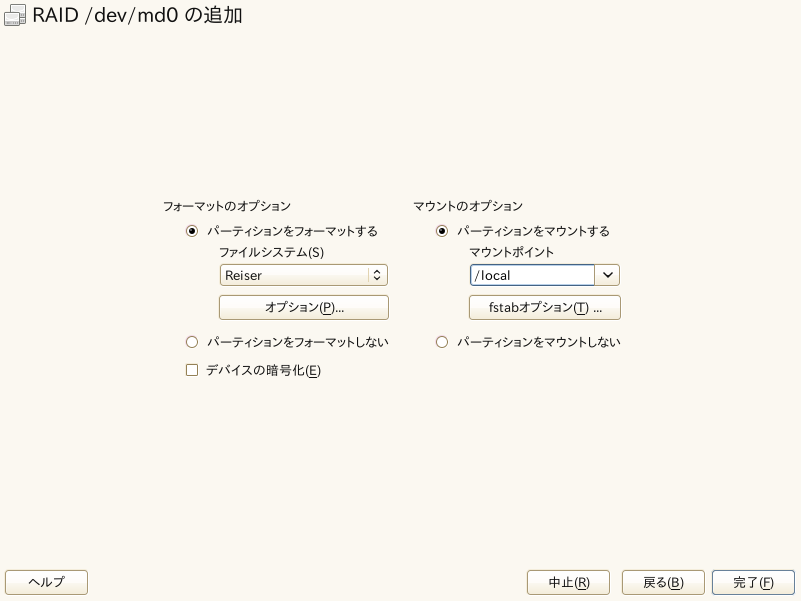 RAID /dev/md0 の追加
フォーマットのオプション
パーティションをフォーマットする
ファイルシステム(S)
Reiser
オプション(P)...
パーティションをフォーマットしない
デバイスの暗号化(E)
マウントのオプション
パーティションをマウントする
マウントポイント
/local
fstabオプション(T) ...
パーティションをマウントしない
ヘルプ
中止(R)
戻る(B)
完了(F)